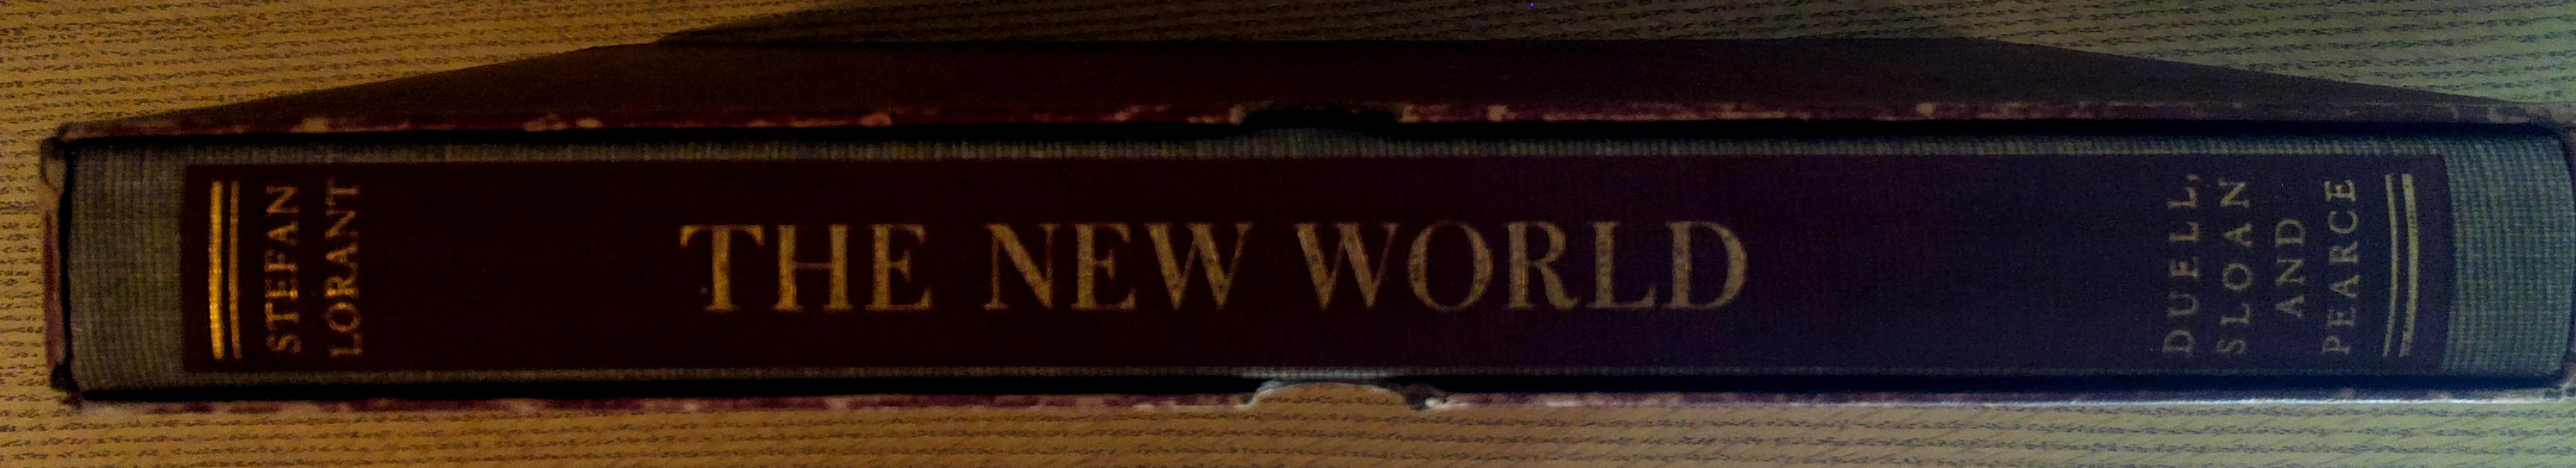 STEFAN
LORANT
THE NEW WORLD
DUELL,
SLOAN
AND
PEARCE